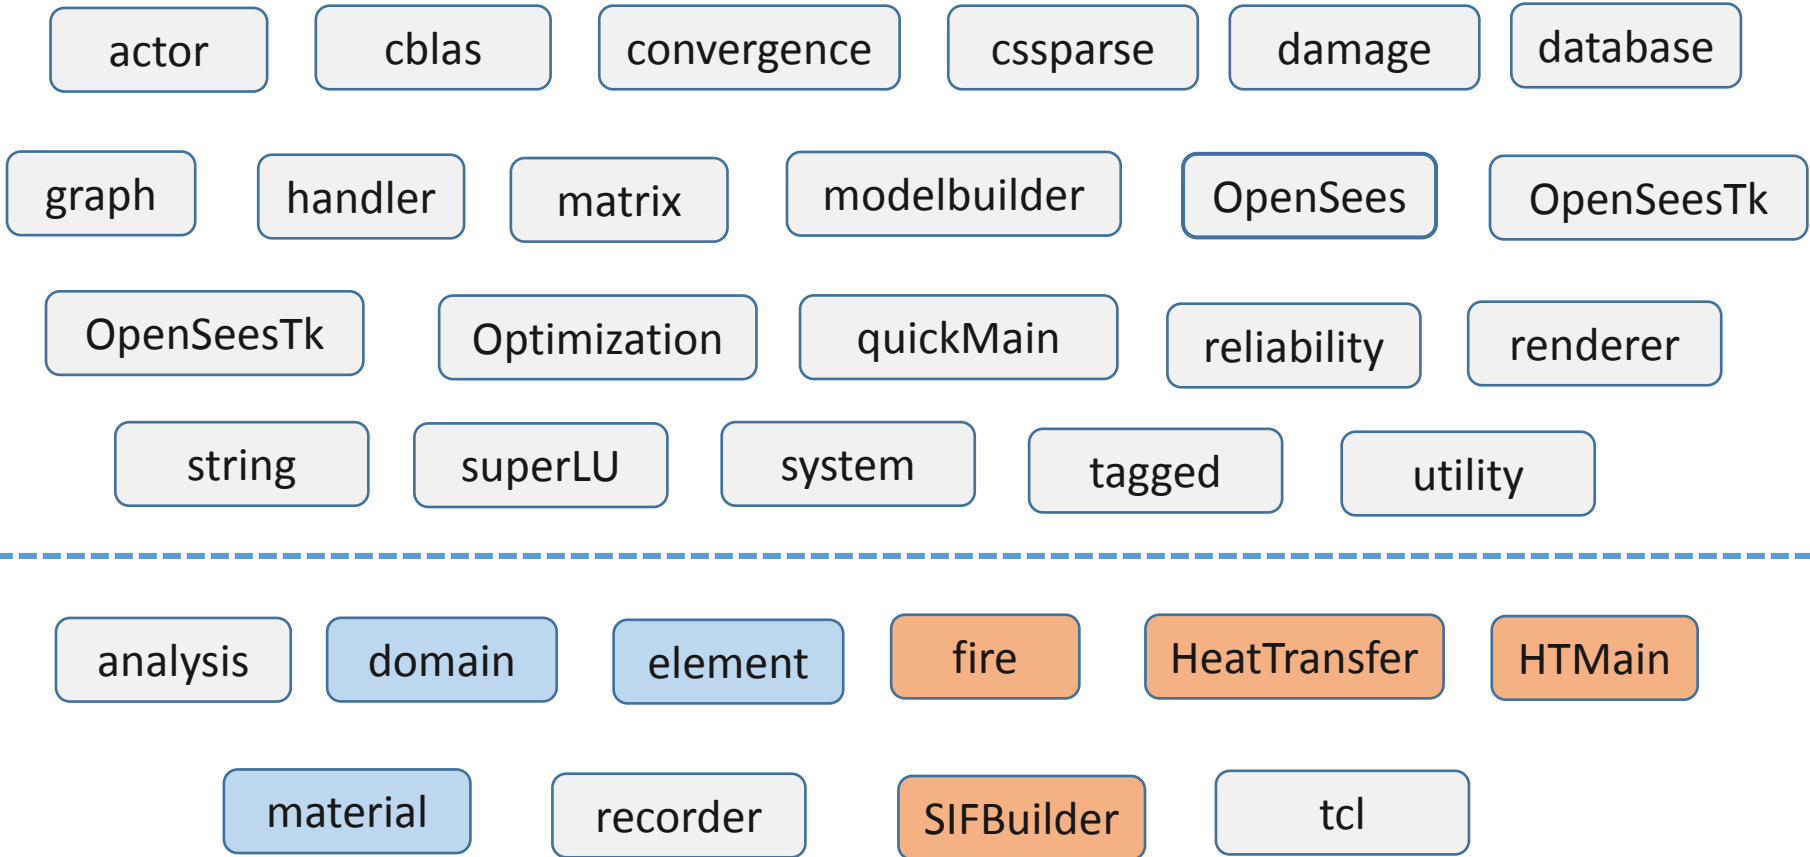 actor cblas convergence cssparse damage database
graph handler matrix modelbuilder OpenSees OpenSeesTk
OpenSeesTk Optimization quickMain reliability renderer
string superLU system tagged utility
analysis domain element fire HeatTransfer HTMain
material recorder SIFBuilder tcl